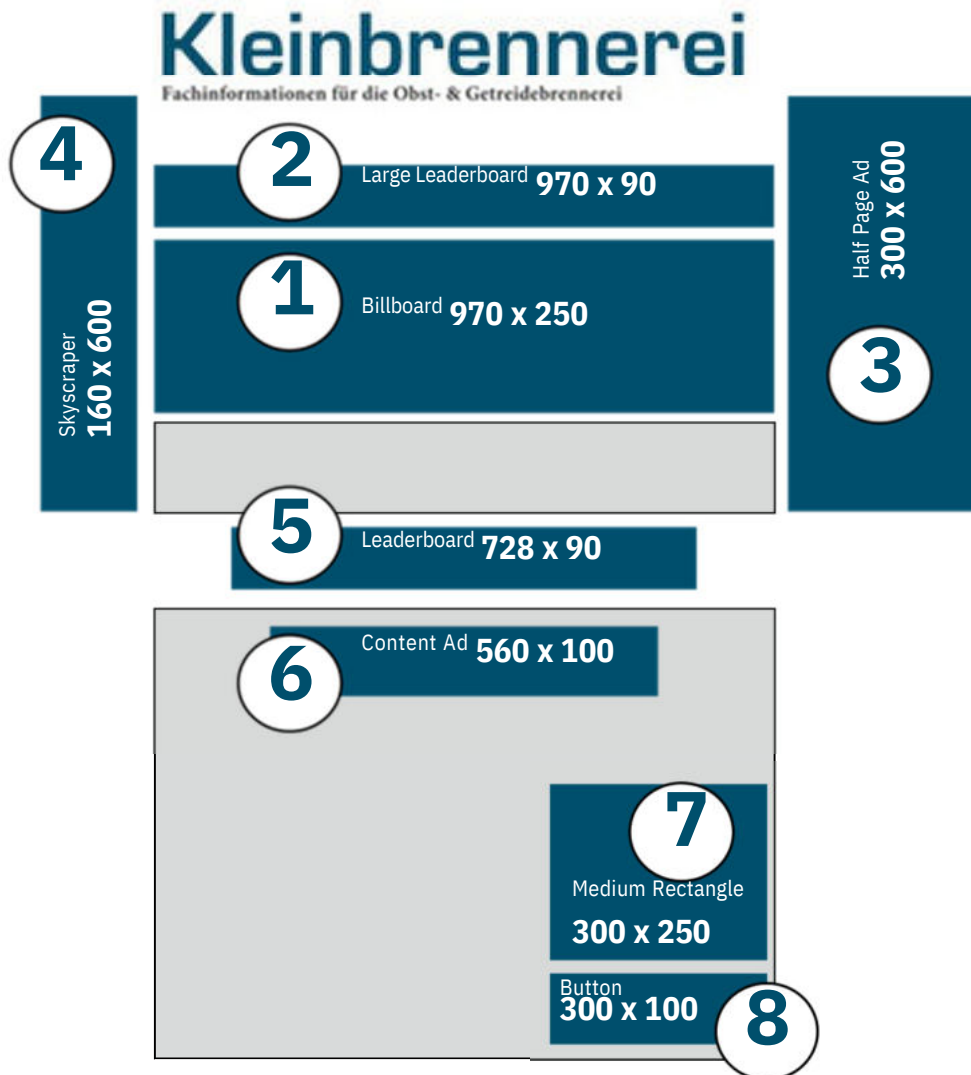 Kleinbrennerei
Fachinformationen für die Obst- & Getreidebrennerei
4
Skyscraper
160 x 600
2
Large Leaderboard 970 x 90
1
Billboard 970 x 250
Half Page Ad
300 x 600
3
5
Leaderboard 728 x 90
6
Content Ad 560 x 100
7
Medium Rectangle
300 x 250
Button
300 x 100
8